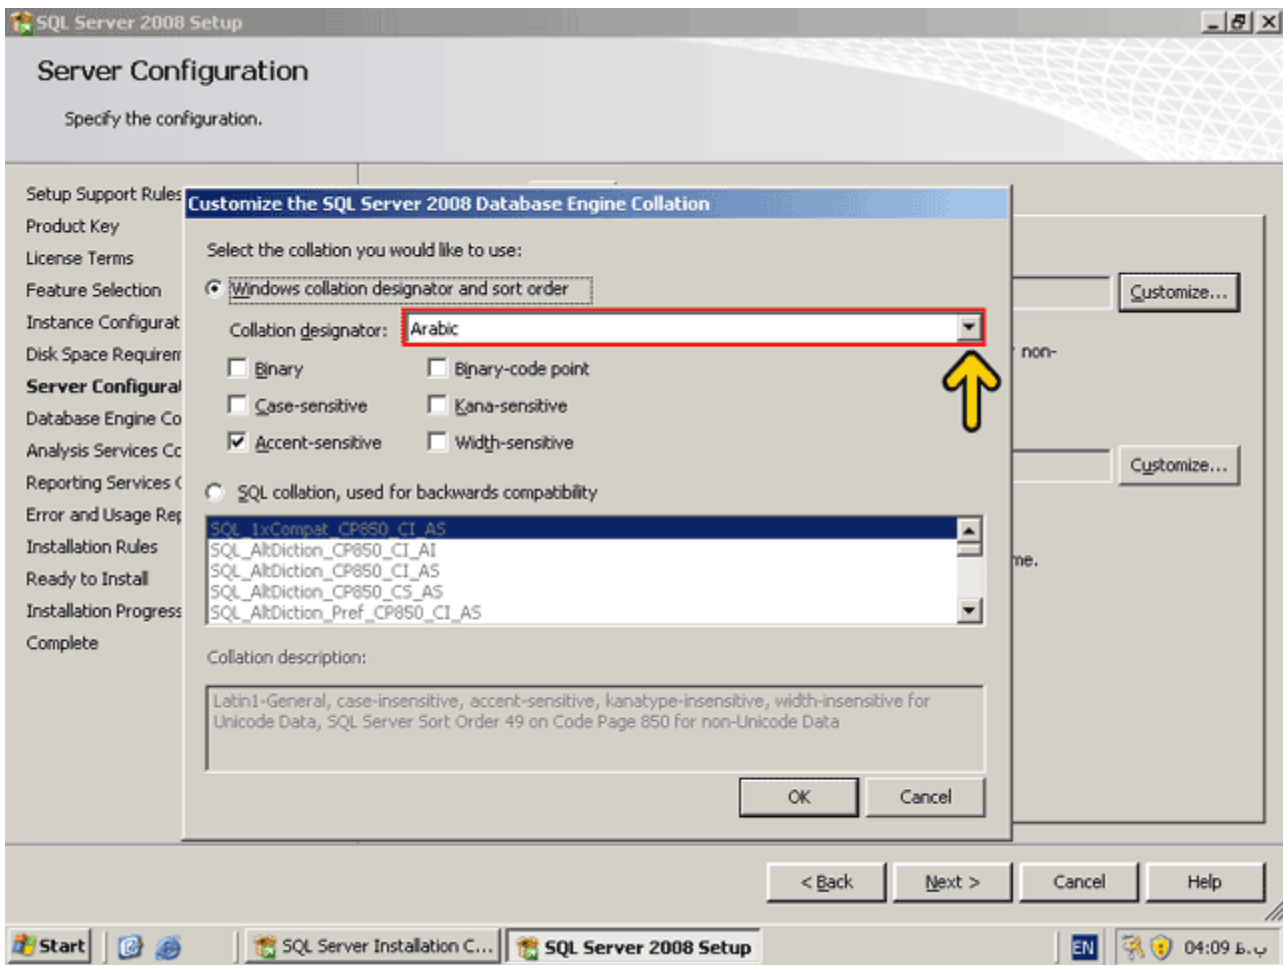 SQL Server 2008 Setup
Server Configuration
Specify the configuration.
Setup Support Rules
Product Key
License Terms
Feature Selection
Instance Configurat
Disk Space Requirem
Server Configurat
Database Engine Co
Analysis Services Co
Reporting Services C
Error and Usage Rep
Installation Rules
Ready to Install
Installation Progress
Complete
Customize the SQL Server 2008 Database Engine Collation
Select the collation you would like to use:
Windows collation designator and sort order
Collation designator: Arabic
Binary Binary-code point
Case-sensitive Kana-sensitive
Accent-sensitive Width-sensitive
SQL collation, used for backwards compatibility
SQL_1xCompat_CP850_CI_AS
SQL_AltDiction_CP850_CI_AI
SQL_AltDiction_CP850_CI_AS
SQL_AltDiction_CP850_CS_AS
SQL_AltDiction_Pref_CP850_CI_AS
Collation description:
Latin1-General, case-insensitive, accent-sensitive, kanatype-insensitive, width-insensitive for
Unicode Data, SQL Server Sort Order 49 on Code Page 850 for non-Unicode Data
OK Cancel
Customize...
non-
Customize...
me.
< Back Next > Cancel Help
Start SQL Server Installation C... SQL Server 2008 Setup EN 04:09 ب.ظ